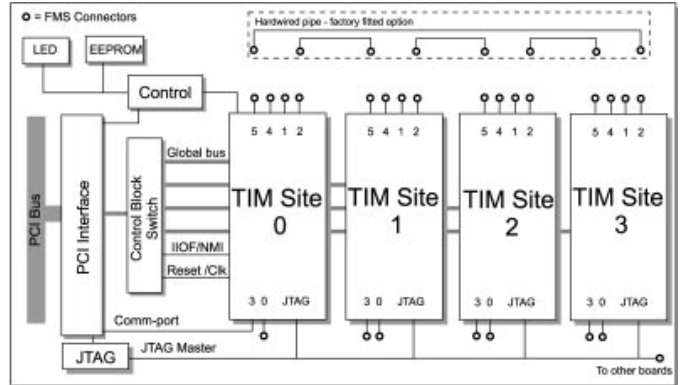 = FMS Connectors
Hardwired pipe - factory fitted option
LED
EEPROM
Control
5 4 1 2
5 4 1 2
5 4 1 2
5 4 1 2
PCI Bus
PCI Interface
Control Block
Switch
Global bus
IIOF/NMI
Reset /Clk
TIM Site
0
TIM Site
1
TIM Site
2
TIM Site
3
Comm-port
3 0 JTAG
3 0 JTAG
3 0 JTAG
3 0 JTAG
JTAG
JTAG Master
To other boards